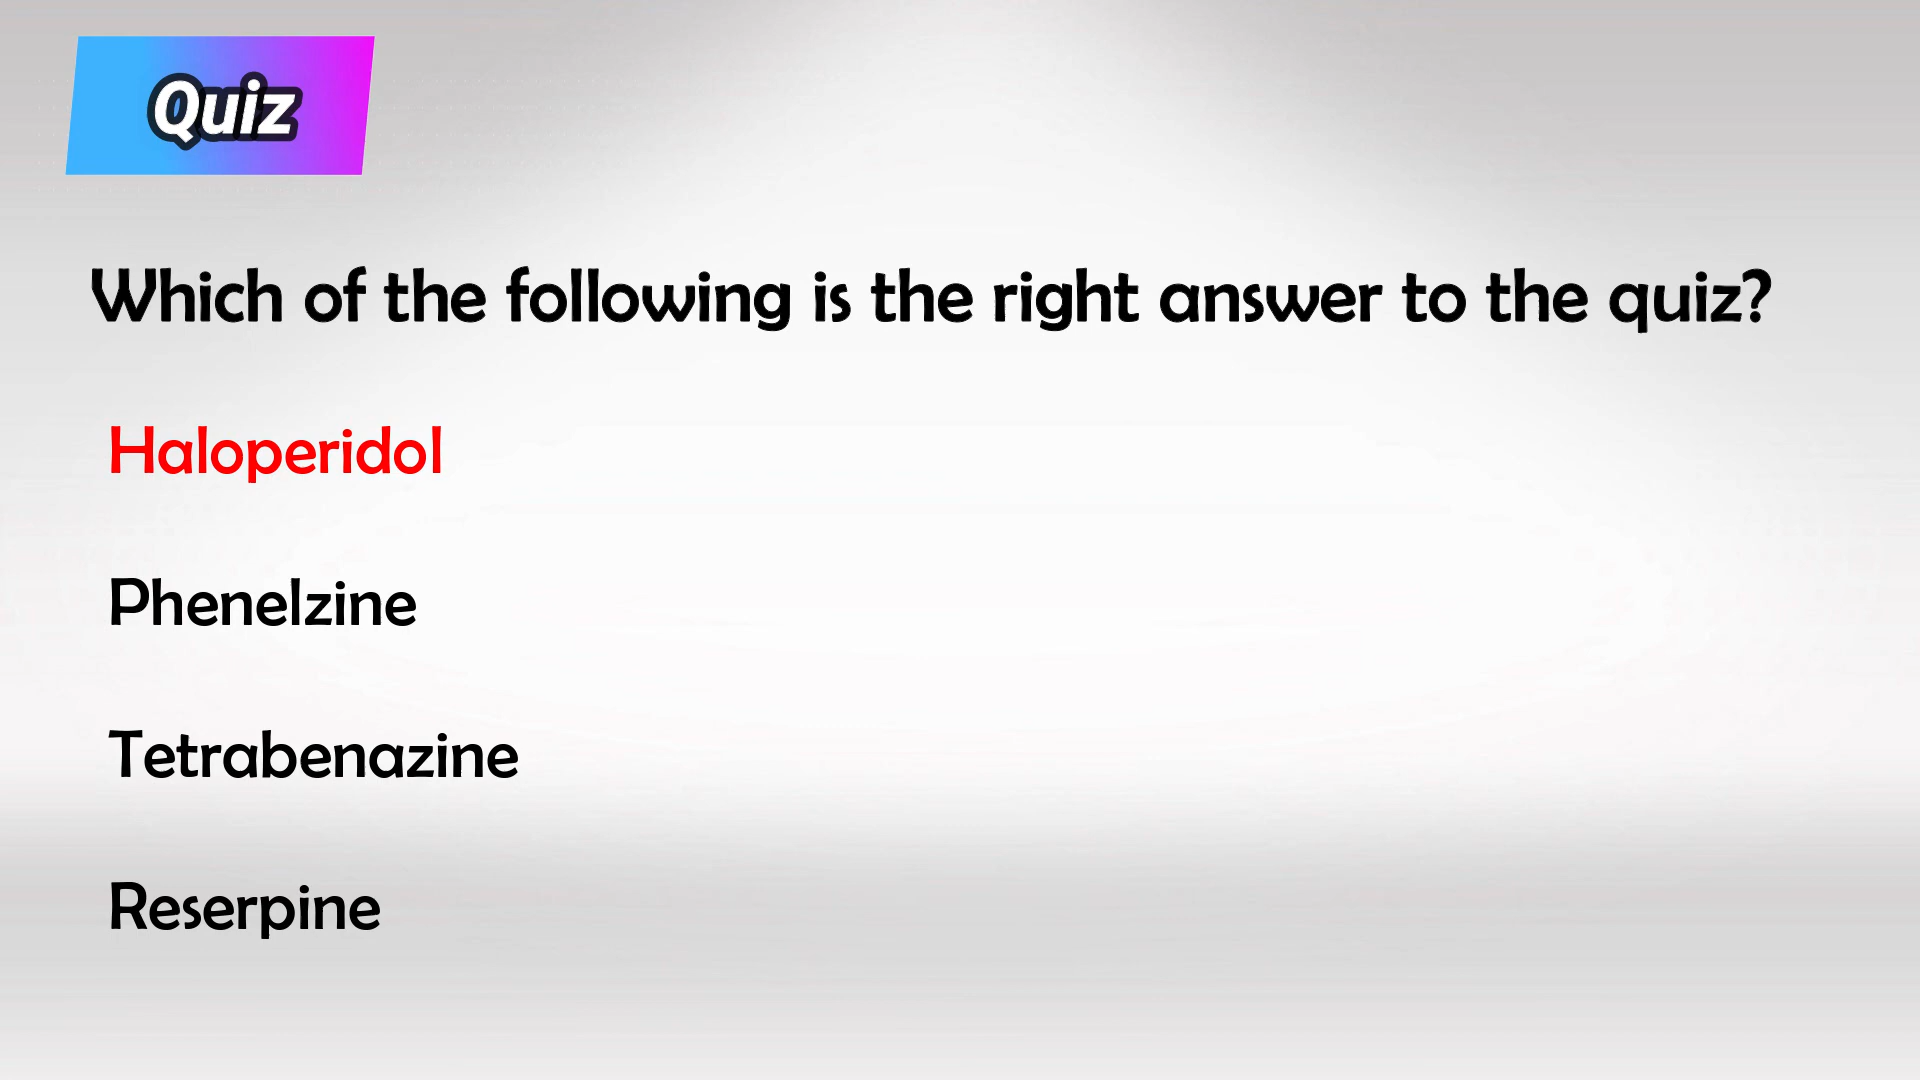 Quiz
Which of the following is the right answer to the quiz?
Haloperidol
Phenelzine
Tetrabenazine
Reserpine